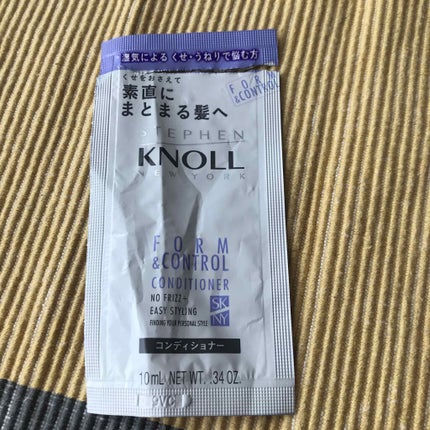 湿気による くせ・うねりで悩む方
くせをおさえて
素直に
まとまる髪へ
FORM
&CONTROL
STEPHEN
KNOLL
NEW YORK
FORM
&CONTROL
CONDITIONER
NO FRIZZ+
EASY STYLING
FINDING YOUR PERSONAL STYLE
SK
NY
コンディショナー
10mL NET WT. .34 OZ.